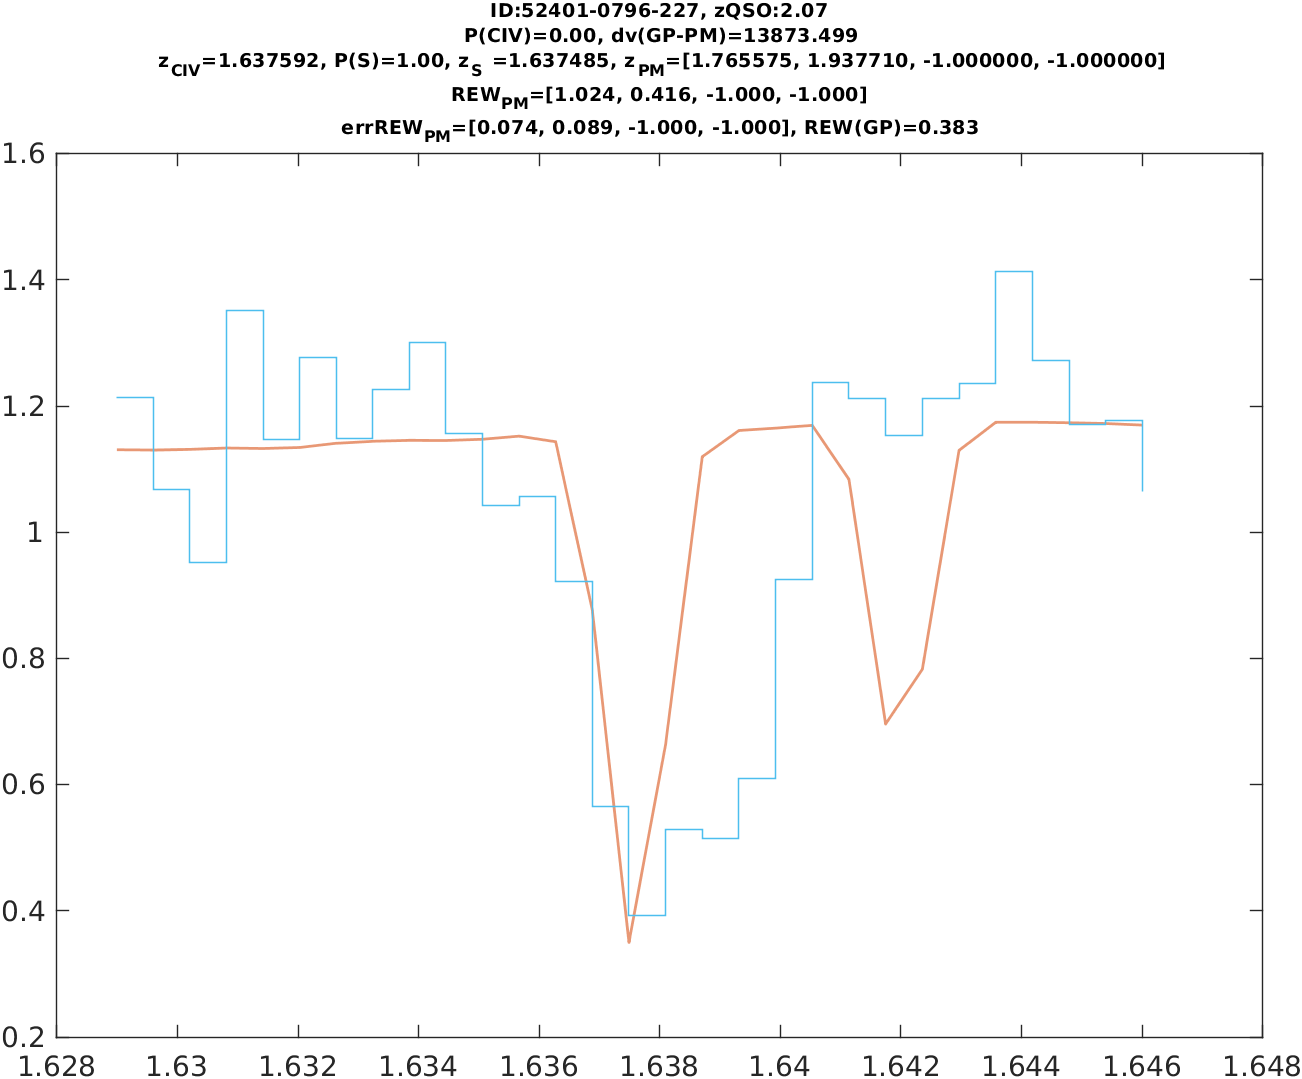 ID:52401-0796-227, zQSO:2.07
P(CIV)=0.00, dv(GP-PM)=13873.499
zCIV=1.637592, P(S)=1.00, zS =1.637485, zPM=[1.765575, 1.937710, -1.000000, -1.000000]
REWPM=[1.024, 0.416, -1.000, -1.000]
errREWPM=[0.074, 0.089, -1.000, -1.000], REW(GP)=0.383
1.6
1.4
1.2
1
0.8
0.6
0.4
0.2
1.628 1.63 1.632 1.634 1.636 1.638 1.64 1.642 1.644 1.646 1.648